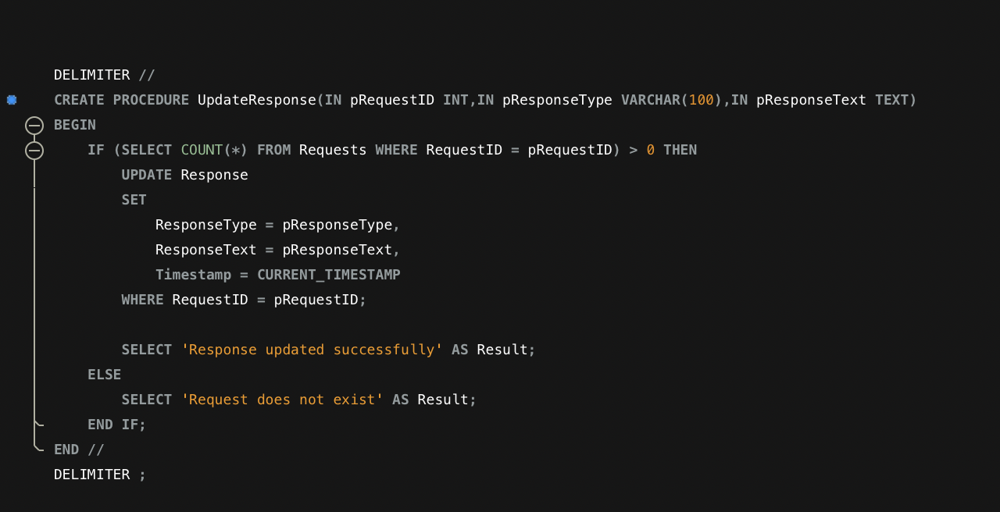 DELIMITER //
CREATE PROCEDURE UpdateResponse(IN pRequestID INT,IN pResponseType VARCHAR(100),IN pResponseText TEXT)
BEGIN
    IF (SELECT COUNT(*) FROM Requests WHERE RequestID = pRequestID) > 0 THEN
        UPDATE Response
        SET
            ResponseType = pResponseType,
            ResponseText = pResponseText,
            Timestamp = CURRENT_TIMESTAMP
        WHERE RequestID = pRequestID;

        SELECT 'Response updated successfully' AS Result;
    ELSE
        SELECT 'Request does not exist' AS Result;
    END IF;
END //
DELIMITER ;